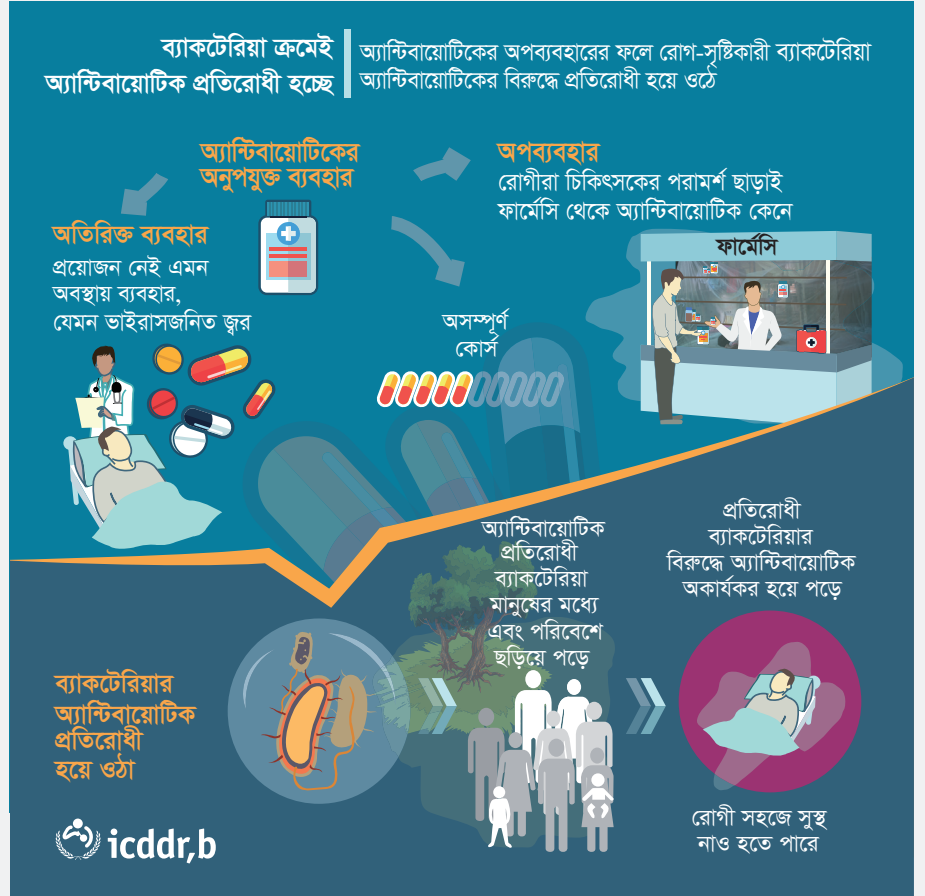 ব্যাকটেরিয়া ক্রমেই
অ্যান্টিবায়োটিক প্রতিরোধী হচ্ছে
অ্যান্টিবায়োটিকের অপব্যবহারের ফলে রোগ-সৃষ্টিকারী ব্যাকটেরিয়া
অ্যান্টিবায়োটিকের বিরুদ্ধে প্রতিরোধী হয়ে ওঠে
অ্যান্টিবায়োটিকের
অনুপযুক্ত ব্যবহার
অপব্যবহার
রোগীরা চিকিৎসকের পরামর্শ ছাড়াই
ফার্মেসি থেকে অ্যান্টিবায়োটিক কেনে
অতিরিক্ত ব্যবহার
প্রয়োজন নেই এমন
অবস্থায় ব্যবহার,
যেমন ভাইরাসজনিত জ্বর
ফার্মেসি
অসম্পূর্ণ
কোর্স
অ্যান্টিবায়োটিক
প্রতিরোধী
ব্যাকটেরিয়া
মানুষের মধ্যে
এবং পরিবেশে
ছড়িয়ে পড়ে
প্রতিরোধী
ব্যাকটেরিয়ার
বিরুদ্ধে অ্যান্টিবায়োটিক
অকার্যকর হয়ে পড়ে
ব্যাকটেরিয়ার
অ্যান্টিবায়োটিক
প্রতিরোধী
হয়ে ওঠা
রোগী সহজে সুস্থ
নাও হতে পারে
icddr,b